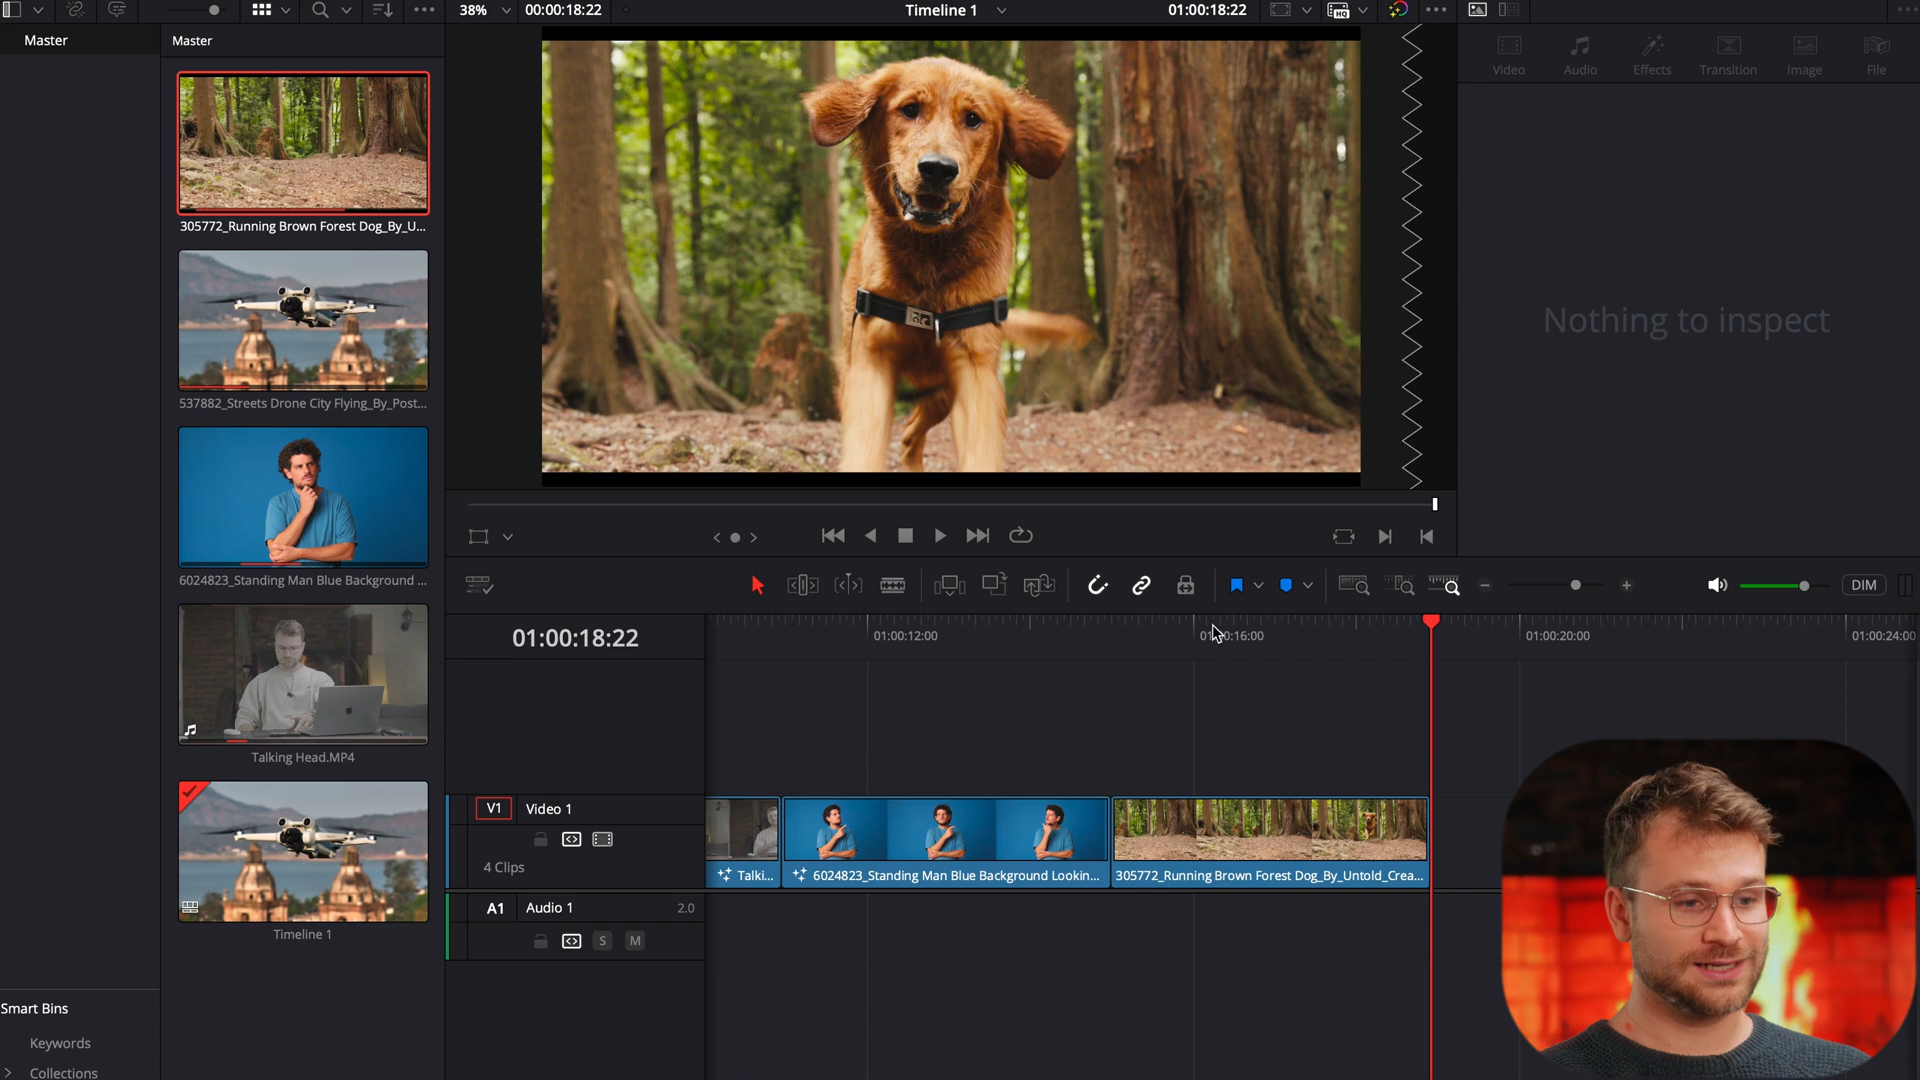 38%
00:00:18:22
Timeline 1
01:00:18:22
HQ
Master
Master
Video
Audio
Effects
Transition
Image
File
305772_Running Brown Forest Dog_By_U...
537882_Streets Drone City Flying_By_Post...
6024823_Standing Man Blue Background ...
Talking Head.MP4
Timeline 1
Nothing to inspect
DIM
01:00:18:22
01:00:12:00
01:00:20:00
01:00:24:00
V1
Video 1
4 Clips
Talki...
6024823_Standing Man Blue Background Lookin...
305772_Running Brown Forest Dog_By_Untold_Crea...
A1
Audio 1
2.0
S
M
Smart Bins
Keywords
Collections